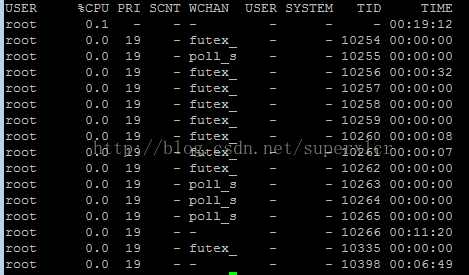 USER %CPU PRI SCNT WCHAN USER SYSTEM TID TIME
root 0.1 - - - - - - 00:19:12
root 0.0 19 - futex_ - - 10254 00:00:00
root 0.0 19 - poll_s - - 10255 00:00:00
root 0.0 19 - futex_ - - 10256 00:00:32
root 0.0 19 - futex_ - - 10257 00:00:00
root 0.0 19 - futex_ - - 10258 00:00:00
root 0.0 19 - futex_ - - 10259 00:00:00
root 0.0 19 - futex_ - - 10260 00:00:08
http://blog.csdn.net/superxlcr
root 0.0 19 - futex_ - - 10261 00:00:07
root 0.0 19 - futex_ - - 10262 00:00:00
root 0.0 19 - poll_s - - 10263 00:00:00
root 0.0 19 - poll_s - - 10264 00:00:00
root 0.0 19 - poll_s - - 10265 00:00:00
root 0.0 19 - - - - 10266 00:11:20
root 0.0 19 - futex_ - - 10335 00:00:00
root 0.0 19 - - - - 10398 00:06:49